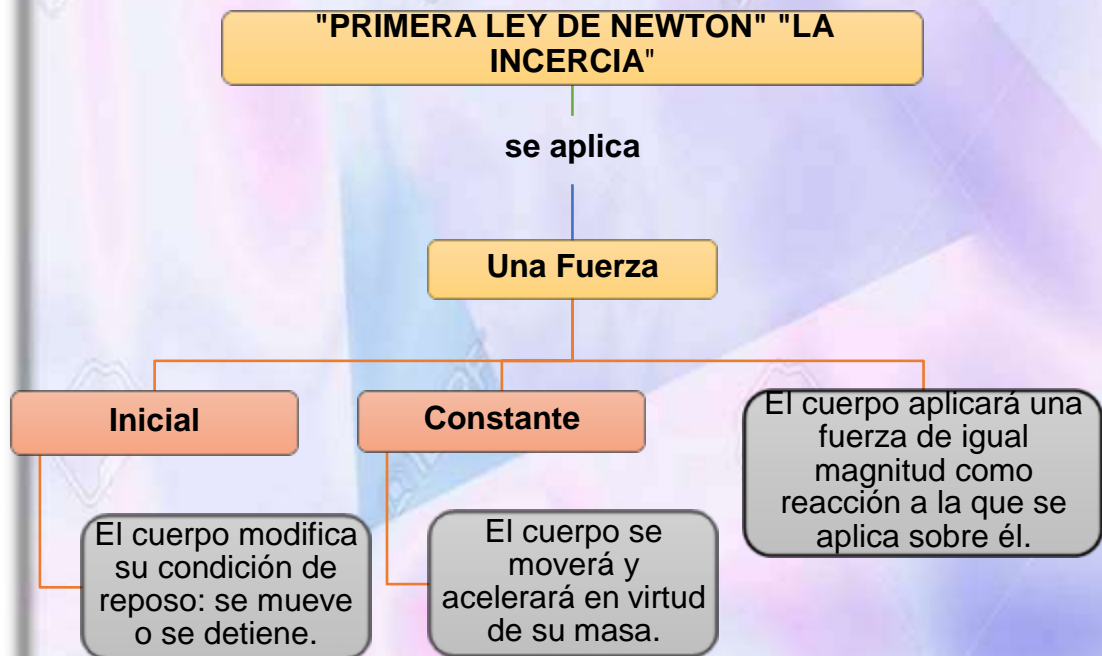 "PRIMERA LEY DE NEWTON" "LA
INCERCIA"
se aplica
Una Fuerza
Inicial
El cuerpo modifica
su condición de
reposo: se mueve
o se detiene.
Constante
El cuerpo se
moverá y
acelerará en virtud
de su masa.
El cuerpo aplicará una
fuerza de igual
magnitud como
reacción a la que se
aplica sobre él.